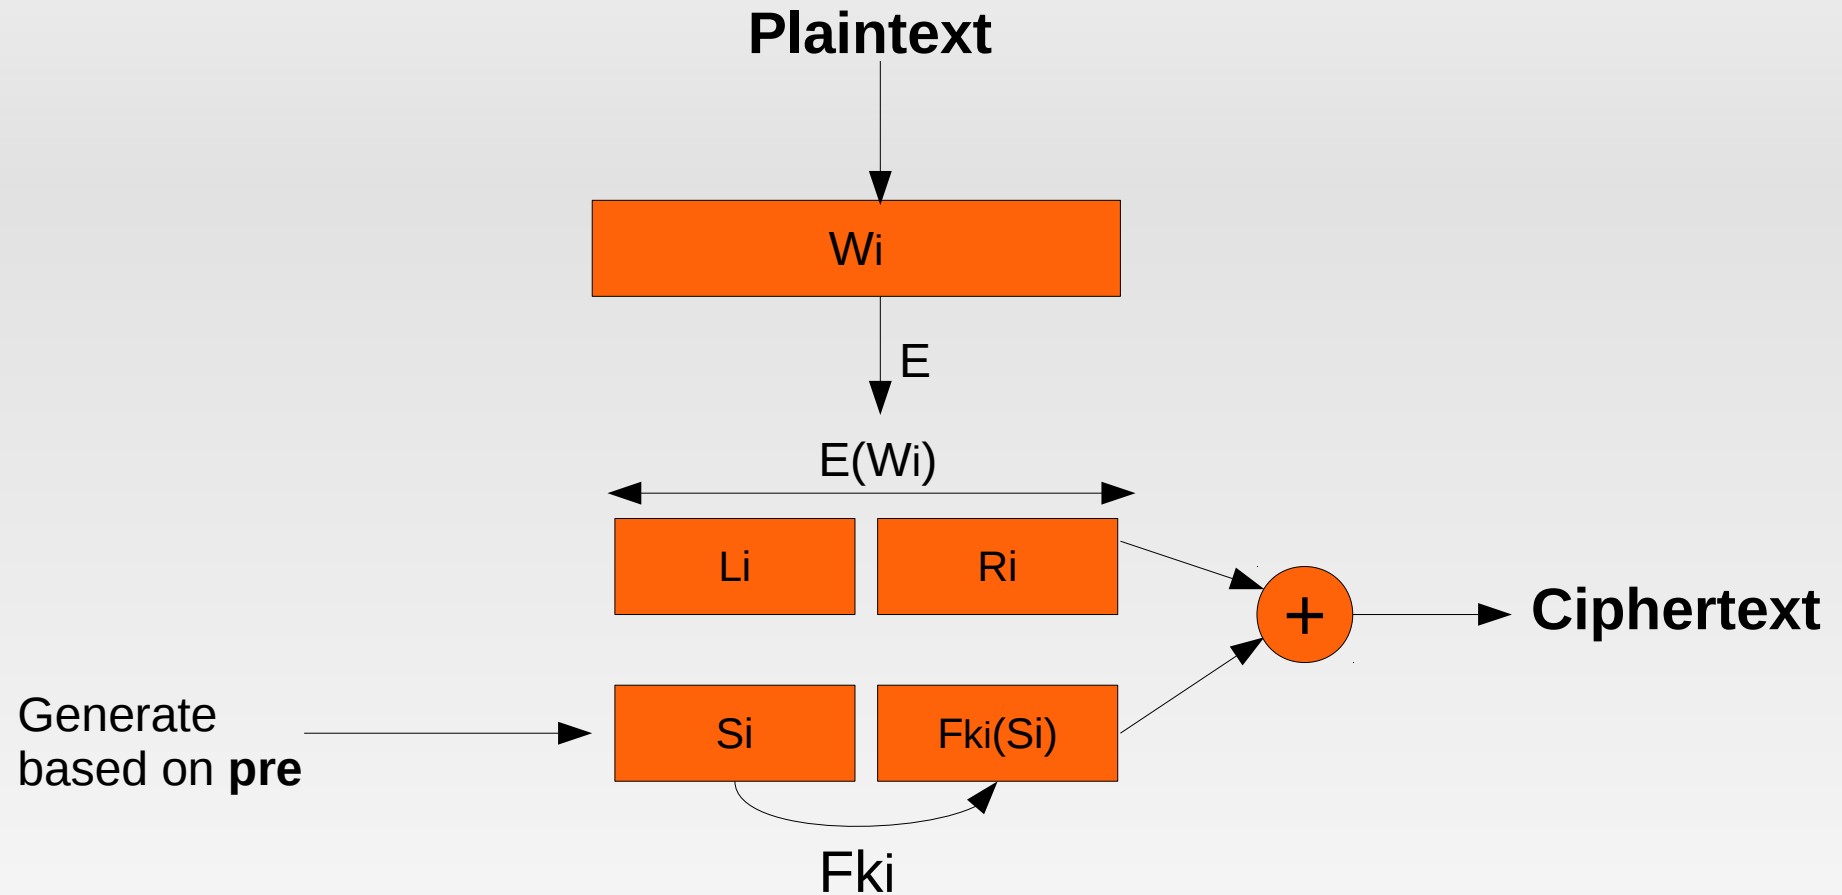 Plaintext
Wi
E
E(Wi)
Li
Ri
+
Ciphertext
Generate
based on pre
Si
Fki(Si)
Fki